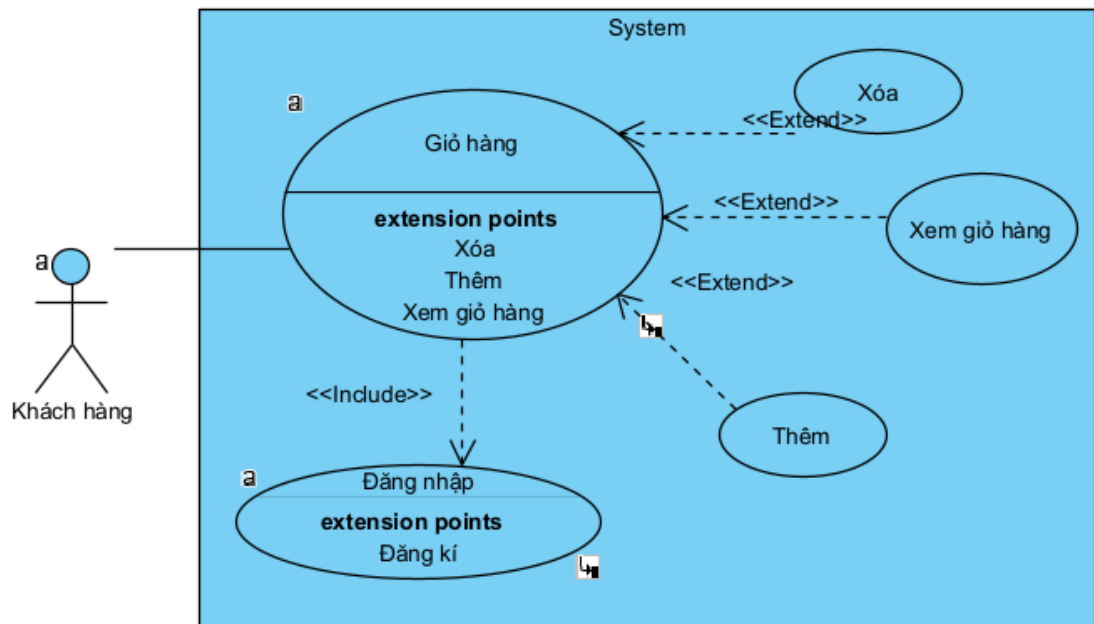 System
a
Giỏ hàng
extension points
Xóa
Thêm
Xem giỏ hàng
<<Extend>>
Xóa
<<Extend>>
Xem giỏ hàng
<<Extend>>
Thêm
a
Khách hàng
<<Include>>
a
Đăng nhập
extension points
Đăng kí